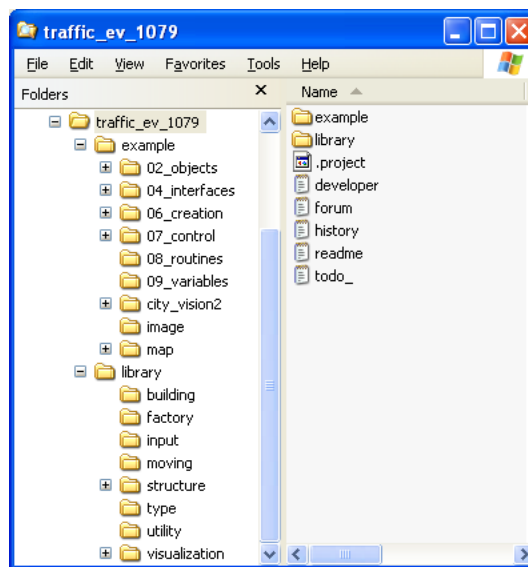 traffic_ev_1079
File Edit View Favorites Tools Help
Folders
traffic_ev_1079
example
02_objects
04_interfaces
06_creation
07_control
08_routines
09_variables
city_vision2
image
map
library
building
factory
input
moving
structure
type
utility
visualization
Name
example
library
.project
developer
forum
history
readme
todo_